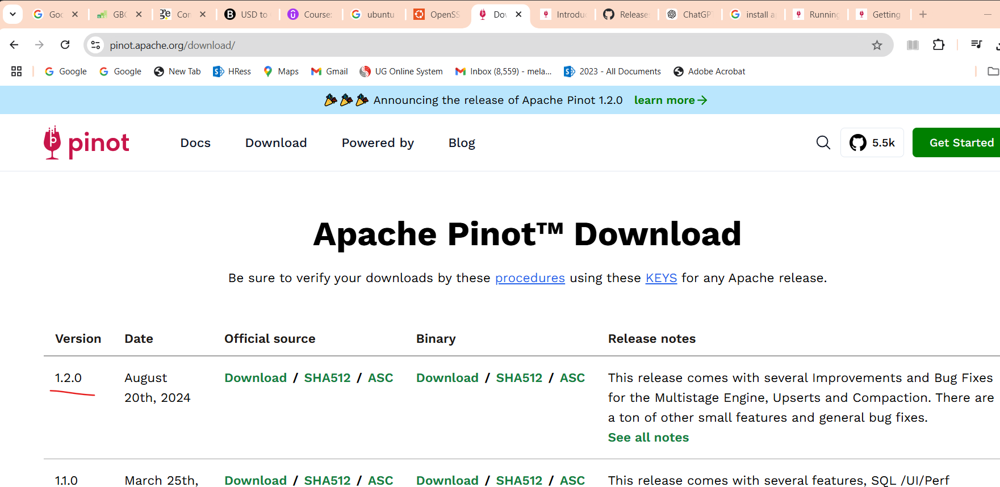 Goo GBC Con USD to Course: ubuntu OpenSS Dov Introdu Release ChatGP install a Running Getting
pinot.apache.org/download/
Google Google New Tab HRess Maps Gmail UG Online System Inbox (8,559) - mela... 2023 - All Documents Adobe Acrobat
Announcing the release of Apache Pinot 1.2.0 learn more
pinot Docs Download Powered by Blog 5.5k Get Started
Apache Pinot™ Download
Be sure to verify your downloads by these procedures using these KEYS for any Apache release.
Version Date Official source Binary Release notes
1.2.0 August Download / SHA512 / ASC Download / SHA512 / ASC This release comes with several Improvements and Bug Fixes
20th, 2024 for the Multistage Engine, Upserts and Compaction. There are
a ton of other small features and general bug fixes.
See all notes
1.1.0 March 25th, Download / SHA512 / ASC Download / SHA512 / ASC This release comes with several features, SQL /UI/Perf